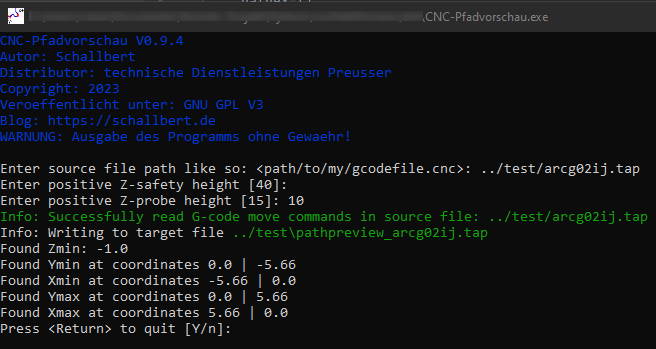 \CNC-Pfadvorschau.exe
CNC-Pfadvorschau V0.9.4
Autor: Schallbert
Distributor: technische Dienstleistungen Preusser
Copyright: 2023
Veroeffentlicht unter: GNU GPL V3
Blog: https://schallbert.de
WARNUNG: Ausgabe des Programms ohne Gewaehr!
Enter source file path like so: <path/to/my/gcodefile.cnc>: ../test/arcg02ij.tap
Enter positive Z-safety height [40]:
Enter positive Z-probe height [15]: 10
Info: Successfully read G-code move commands in source file: ../test/arcg02ij.tap
Info: Writing to target file ../test\pathpreview_arcg02ij.tap
Found Zmin: -1.0
Found Ymin at coordinates 0.0 | -5.66
Found Xmin at coordinates -5.66 | 0.0
Found Ymax at coordinates 0.0 | 5.66
Found Xmax at coordinates 5.66 | 0.0
Press <Return> to quit [Y/n]: